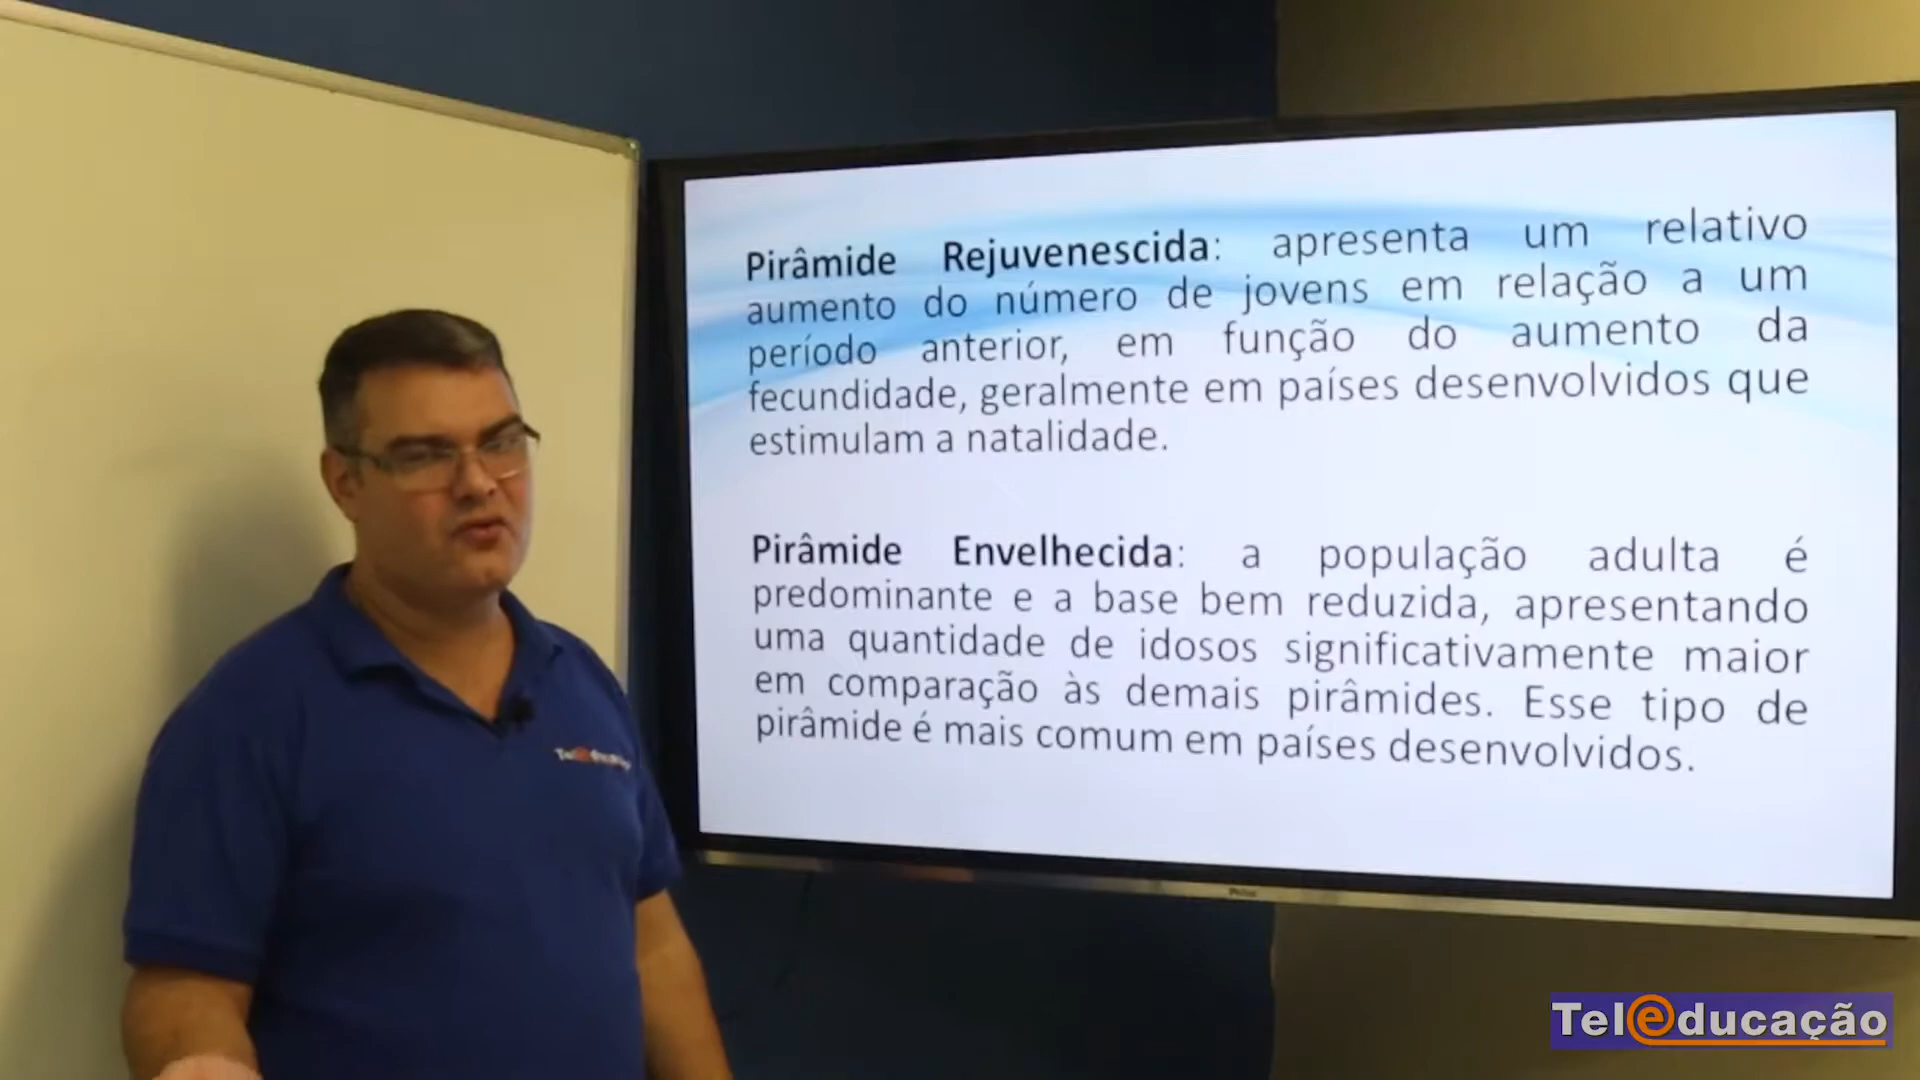 Pirâmide Rejuvenescida: apresenta um relativo
aumento do número de jovens em relação a um
período anterior, em função do aumento da
fecundidade, geralmente em países desenvolvidos que
estimulam a natalidade.
Pirâmide Envelhecida: a população adulta é
predominante e a base bem reduzida, apresentando
uma quantidade de idosos significativamente maior
em comparação às demais pirâmides. Esse tipo de
pirâmide é mais comum em países desenvolvidos.
Teleducação